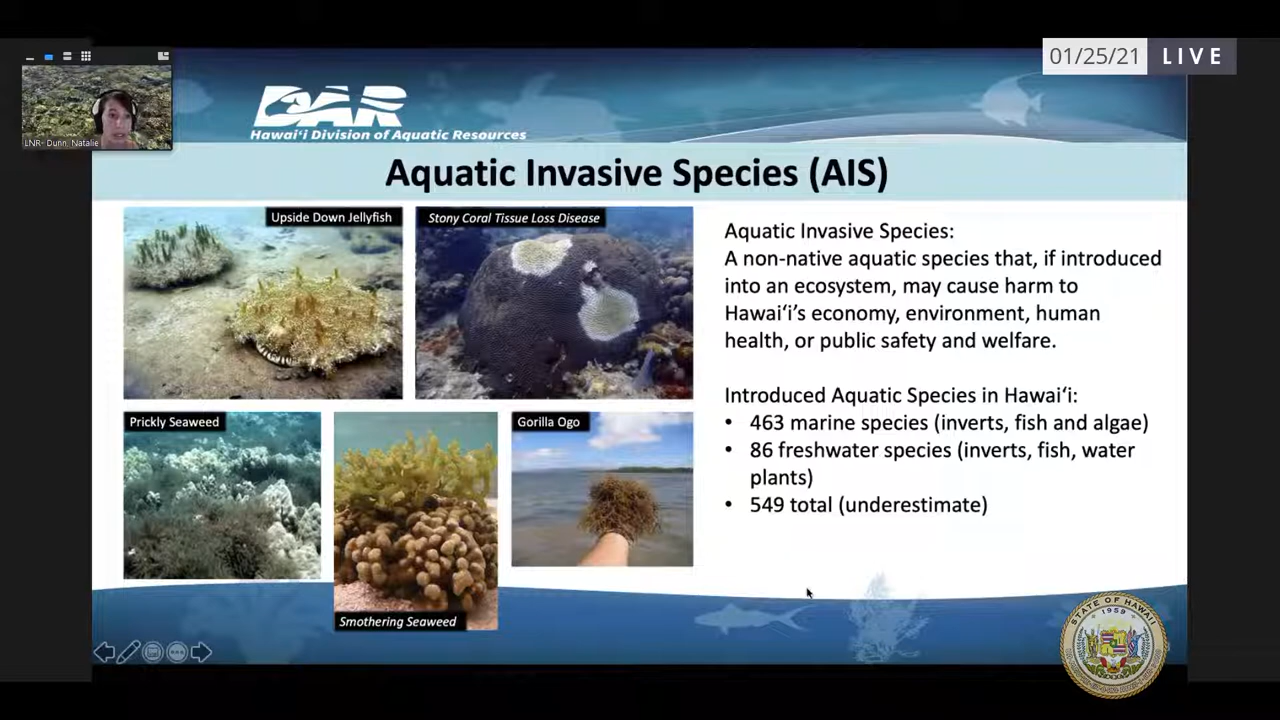 01/25/21 LIVE
LNR- Dunn, Natalie
DAR
Hawaiʻi Division of Aquatic Resources
Aquatic Invasive Species (AIS)
Upside Down Jellyfish
Stony Coral Tissue Loss Disease
Prickly Seaweed
Smothering Seaweed
Gorilla Ogo
Aquatic Invasive Species:
A non-native aquatic species that, if introduced
into an ecosystem, may cause harm to
Hawaiʻi’s economy, environment, human
health, or public safety and welfare.
Introduced Aquatic Species in Hawaiʻi:
• 463 marine species (inverts, fish and algae)
• 86 freshwater species (inverts, fish, water
plants)
• 549 total (underestimate)
STATE OF HAWAII
1959